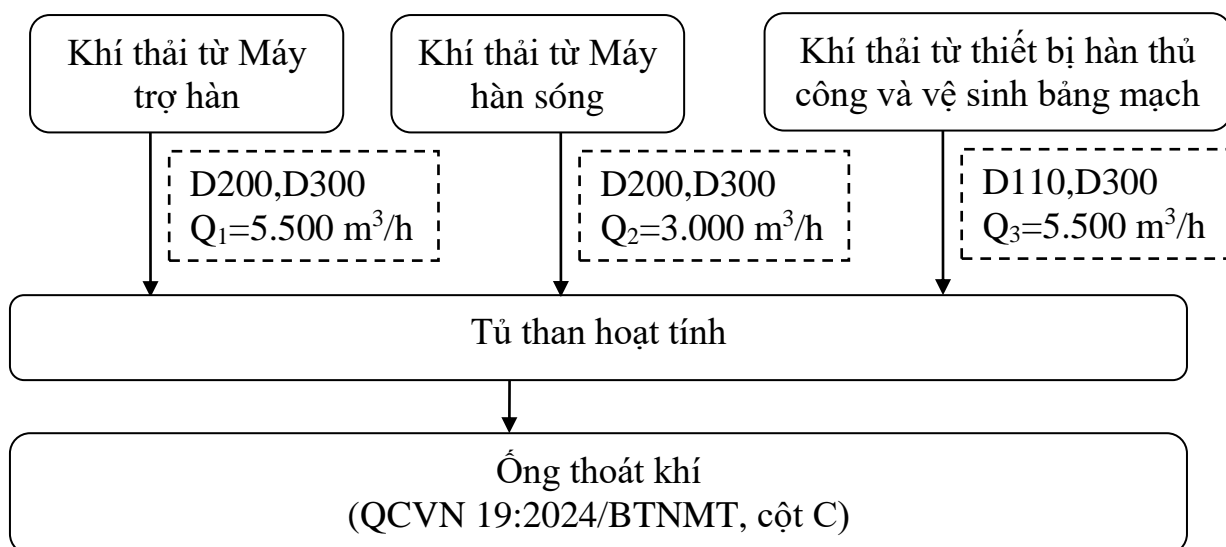 Khí thải từ Máy
trợ hàn
Khí thải từ Máy
hàn sóng
Khí thải từ thiết bị hàn thủ
công và vệ sinh bảng mạch
D200,D300
Q₁=5.500 m³/h
D200,D300
Q₂=3.000 m³/h
D110,D300
Q₃=5.500 m³/h
Tủ than hoạt tính
Ống thoát khí
(QCVN 19:2024/BTNMT, cột C)